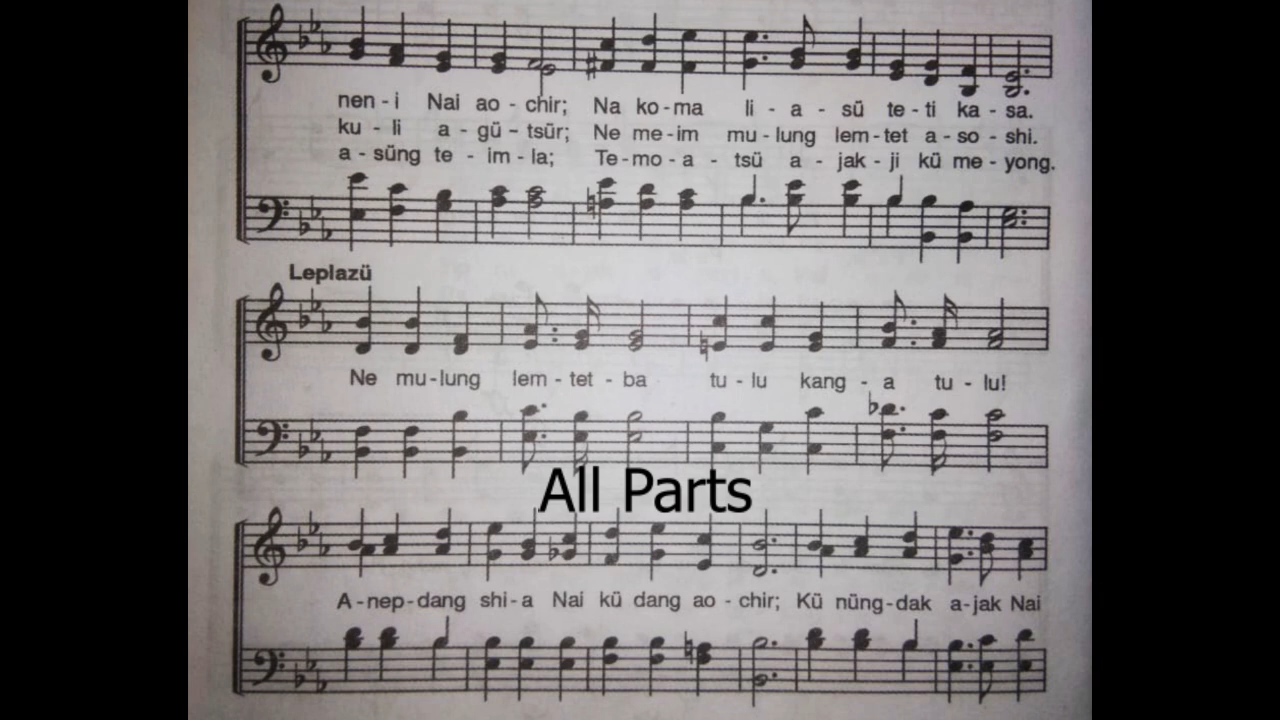 nen - i Nai ao - chir; Na ko - ma li - a - sü te - ti ka - sa.
ku - li a - gü - tsür; Ne me - im mu - lung lem - tet a - so - shi.
a - süng te - im - la; Te - mo - a - tsü a - jak - ji kü me - yong.
Leplazü
Ne mu - lung lem - tet - ba tu - lu kang - a tu - lu!
All Parts
A - nep - dang shi - a Nai kü dang ao - chir; Kü nüng - dak a - jak Nai